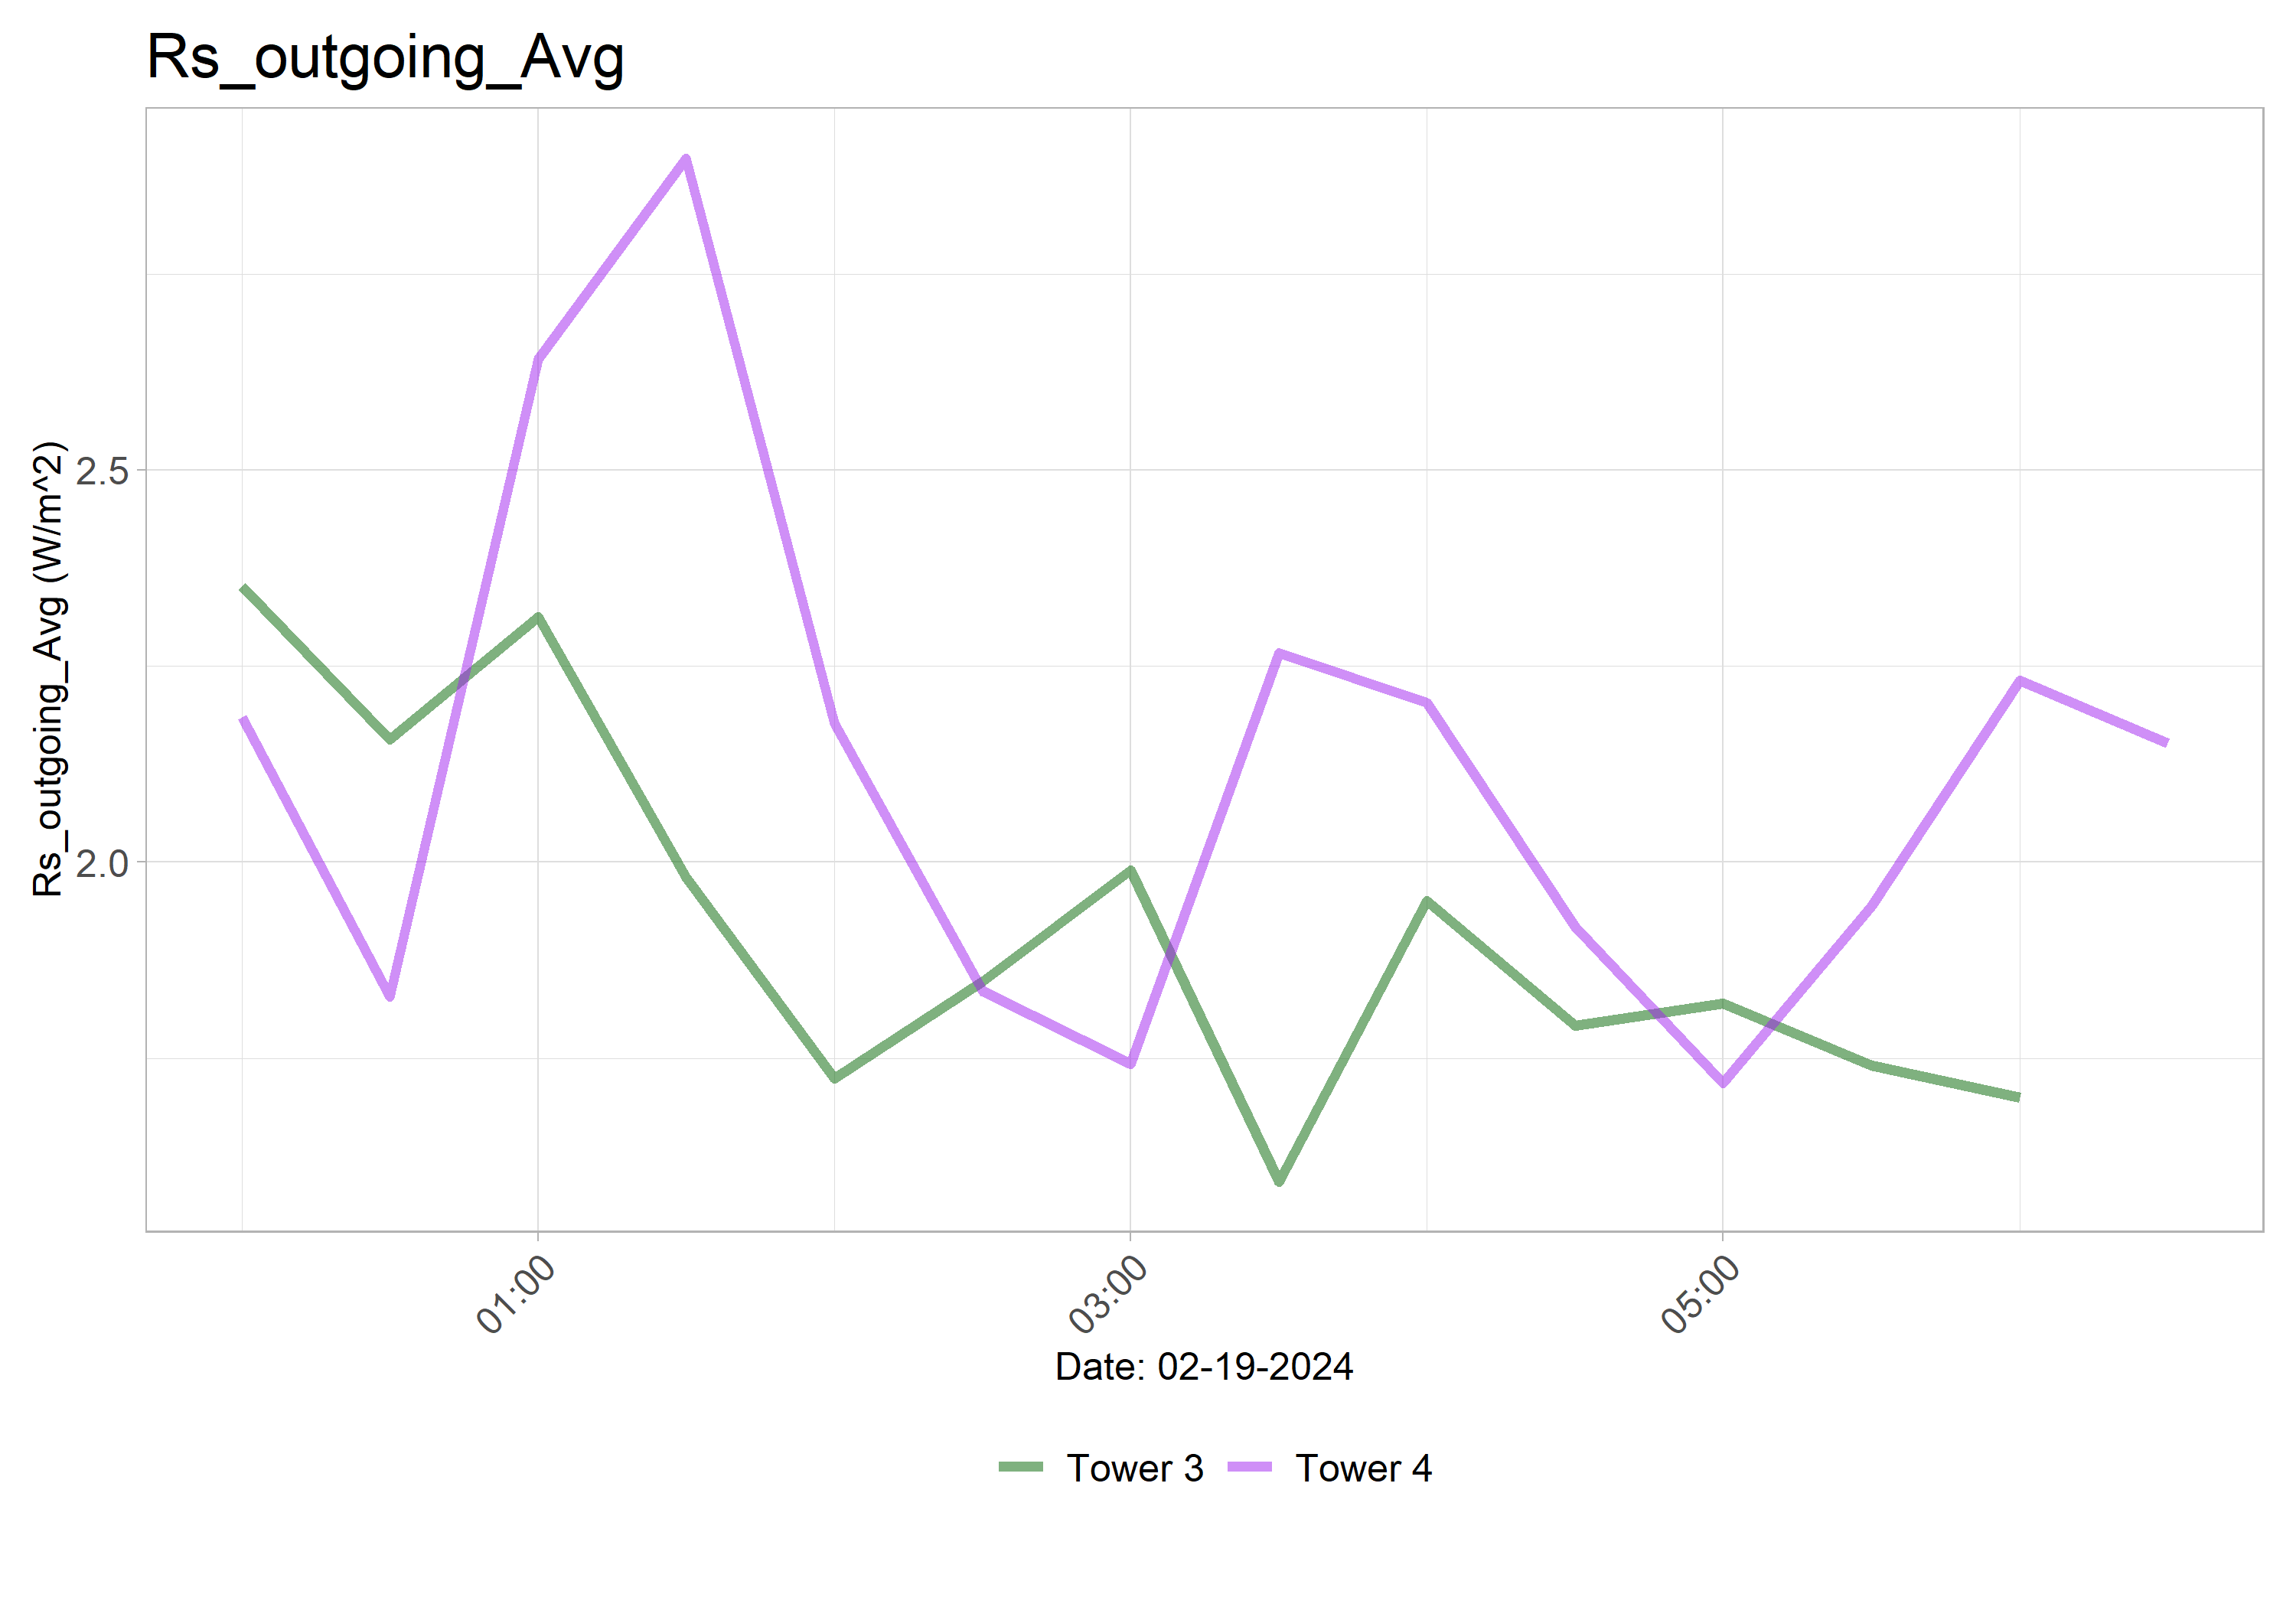 Rs_outgoing_Avg
Rs_outgoing_Avg (W/m^2)
2.5
2.0
01:00
03:00
05:00
Date: 02-19-2024
Tower 3
Tower 4